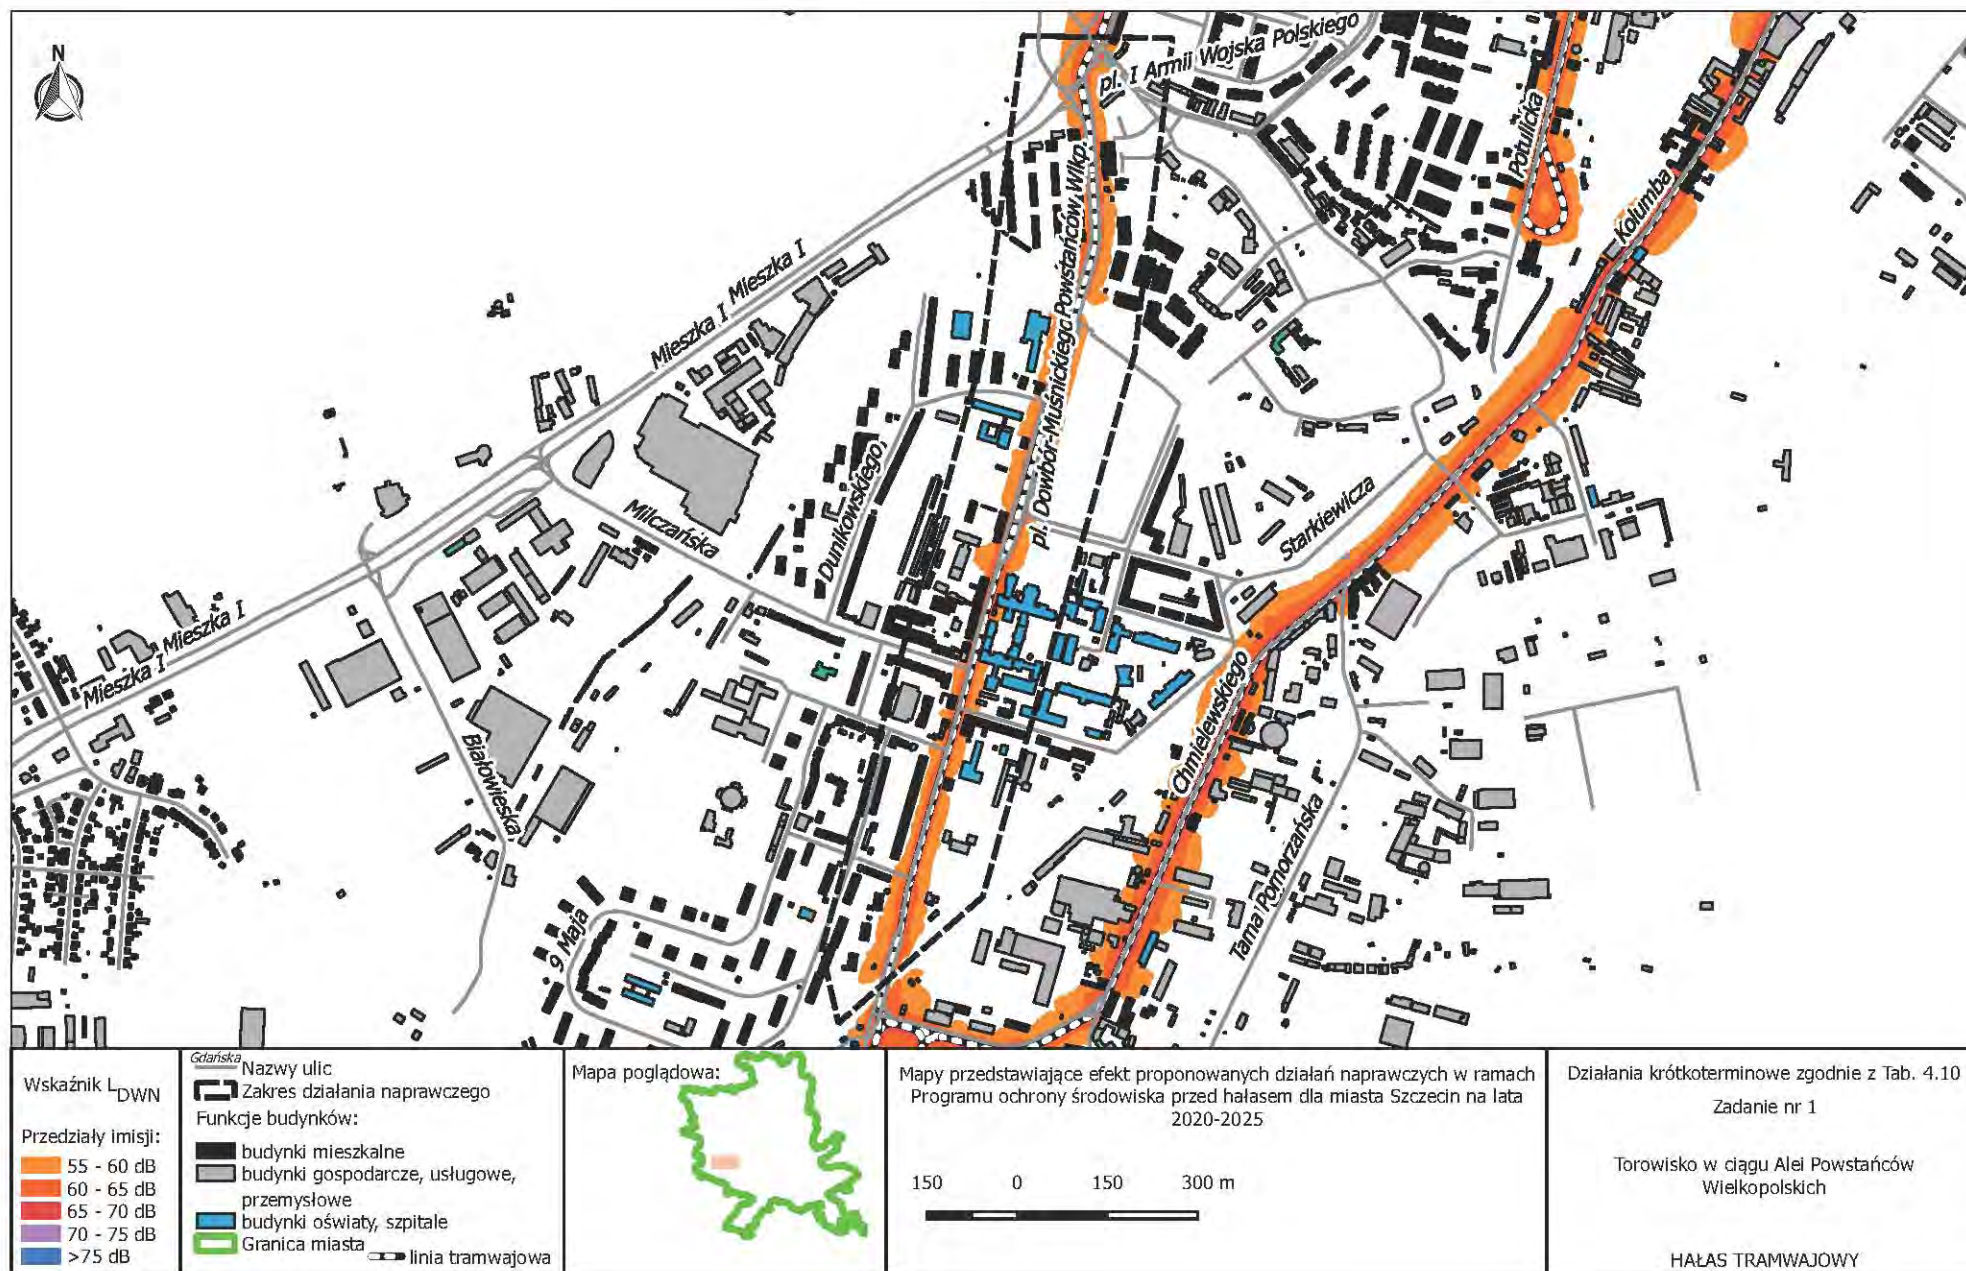 N
pl. I Armii Wojska Polskiego
Potulicka
Kolumba
Powstańców Wlkp.
Mieszka I
Mieszka I
pl. Dowbór-Muśnickiego
Dunikowskiego
Milczańska
Starkiewicza
Mieszka I
Mieszka I
Białowieska
Chmielewskiego
Tama Pomorzańska
9 Maja
Wskaźnik LDWN
Przedziały imisji:
55 - 60 dB
60 - 65 dB
65 - 70 dB
70 - 75 dB
>75 dB
Gdańska
Nazwy ulic
Zakres działania naprawczego
Funkcje budynków:
budynki mieszkalne
budynki gospodarcze, usługowe,
przemysłowe
budynki oświaty, szpitale
Granica miasta
linia tramwajowa
Mapa poglądowa:
Mapy przedstawiające efekt proponowanych działań naprawczych w ramach
Programu ochrony środowiska przed hałasem dla miasta Szczecin na lata
2020-2025
150 0 150 300 m
Działania krótkoterminowe zgodnie z Tab. 4.10
Zadanie nr 1
Torowisko w ciągu Alei Powstańców
Wielkopolskich
HAŁAS TRAMWAJOWY